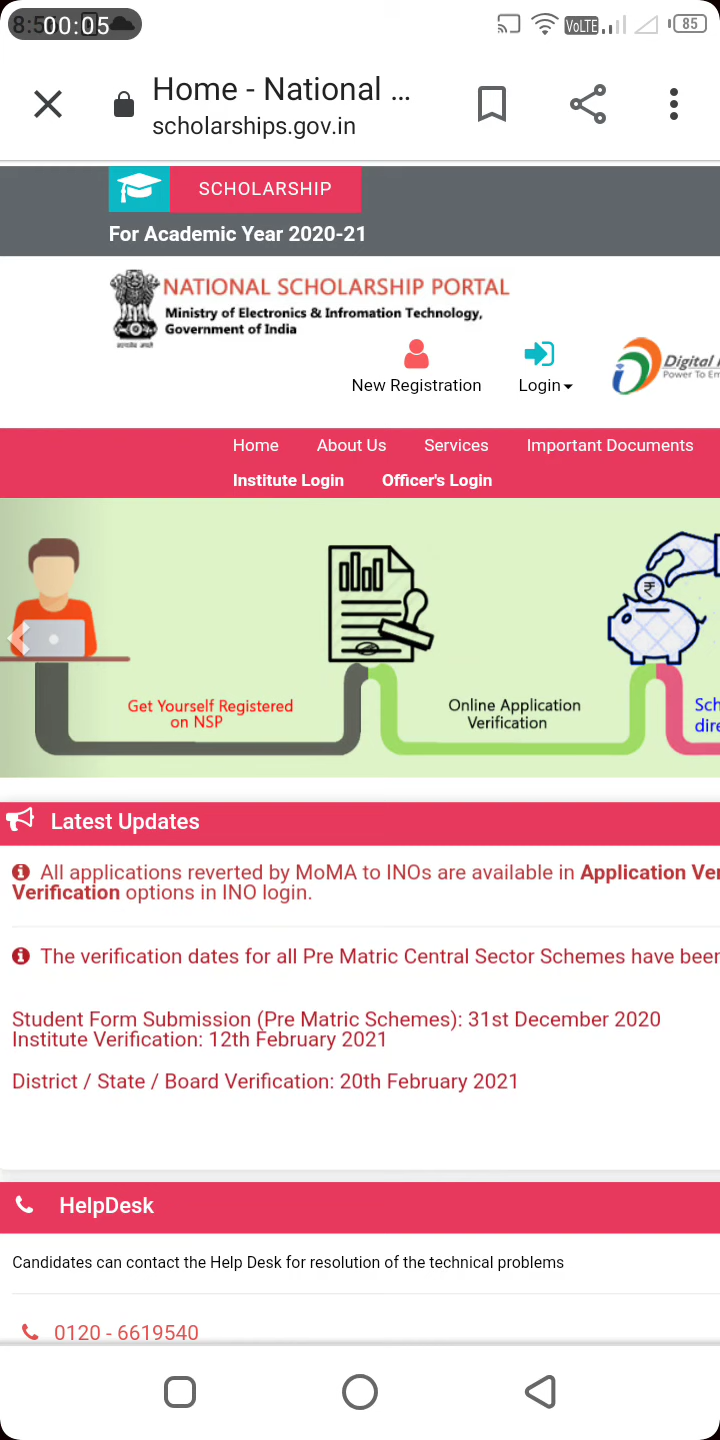 00:05
VoLTE
85
Home - National ...
scholarships.gov.in
SCHOLARSHIP
For Academic Year 2020-21
NATIONAL SCHOLARSHIP PORTAL
Ministry of Electronics & Infromation Technology,
Government of India
New Registration
Login
Digital
Power To Em
Home About Us Services Important Documents
Institute Login Officer's Login
₹
Get Yourself Registered
on NSP
Online Application
Verification
Sch
dire
Latest Updates
All applications reverted by MoMA to INOs are available in Application Ver
Verification options in INO login.
The verification dates for all Pre Matric Central Sector Schemes have been
Student Form Submission (Pre Matric Schemes): 31st December 2020
Institute Verification: 12th February 2021
District / State / Board Verification: 20th February 2021
HelpDesk
Candidates can contact the Help Desk for resolution of the technical problems
0120 - 6619540